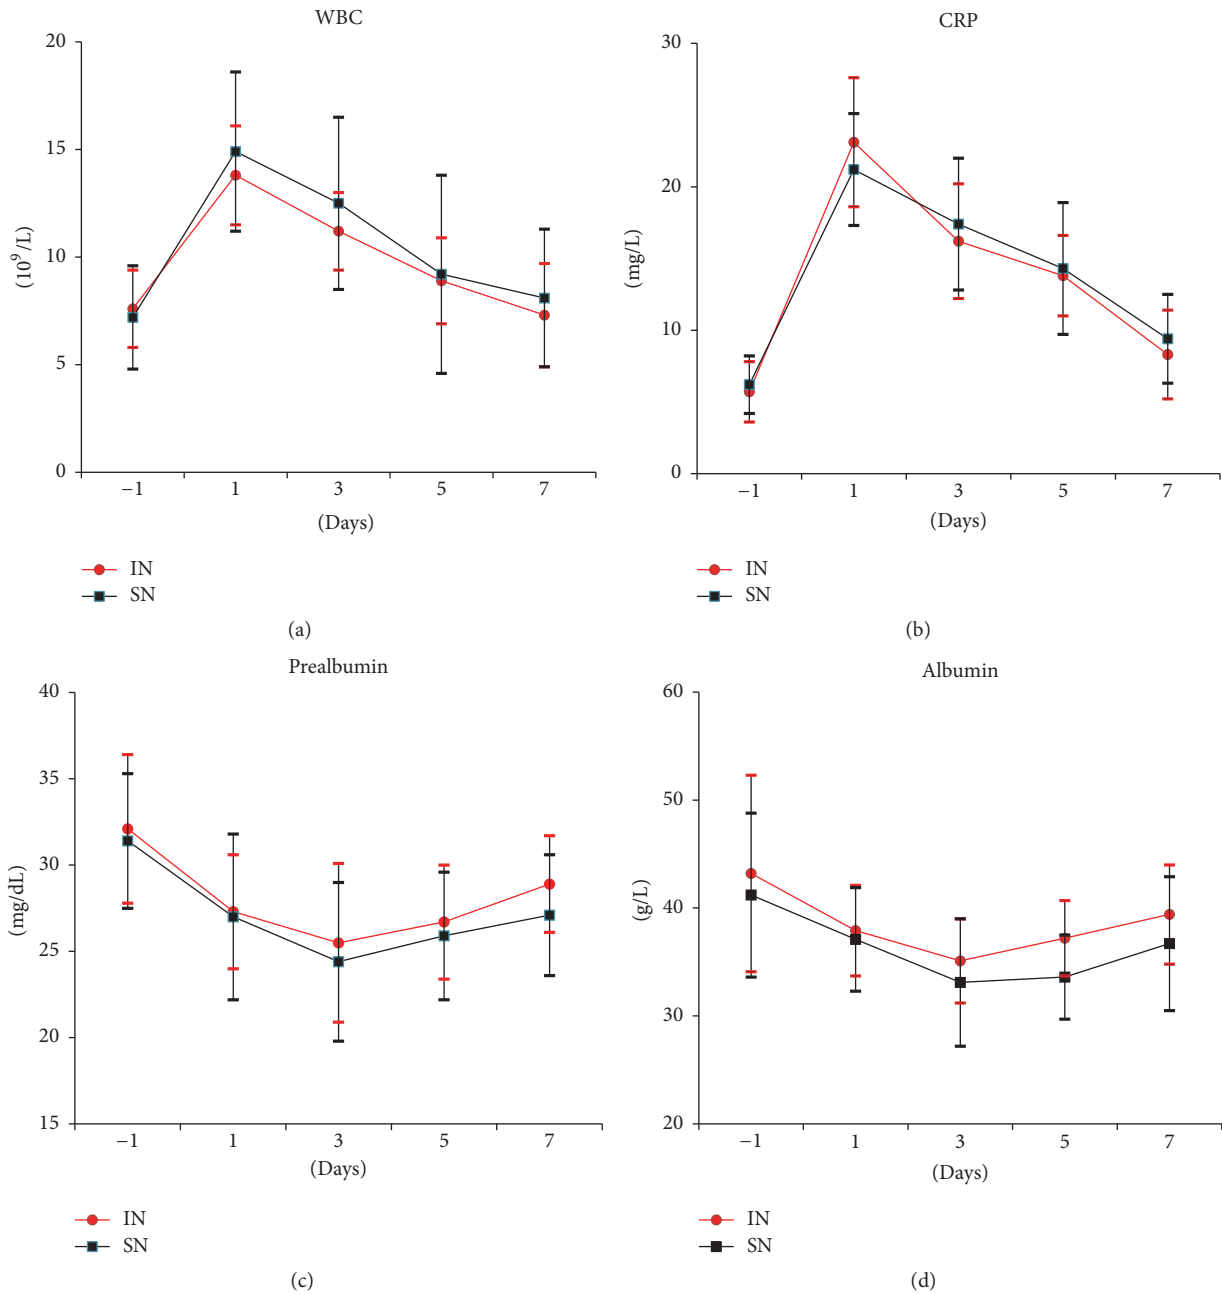 WBC
20
15
10
5
0
(10^9/L)
−1 1 3 5 7
(Days)
IN
SN
(a)
CRP
30
20
10
0
(mg/L)
−1 1 3 5 7
(Days)
IN
SN
(b)
Prealbumin
40
35
30
25
20
15
(mg/dL)
−1 1 3 5 7
(Days)
IN
SN
(c)
Albumin
60
50
40
30
20
(g/L)
−1 1 3 5 7
(Days)
IN
SN
(d)